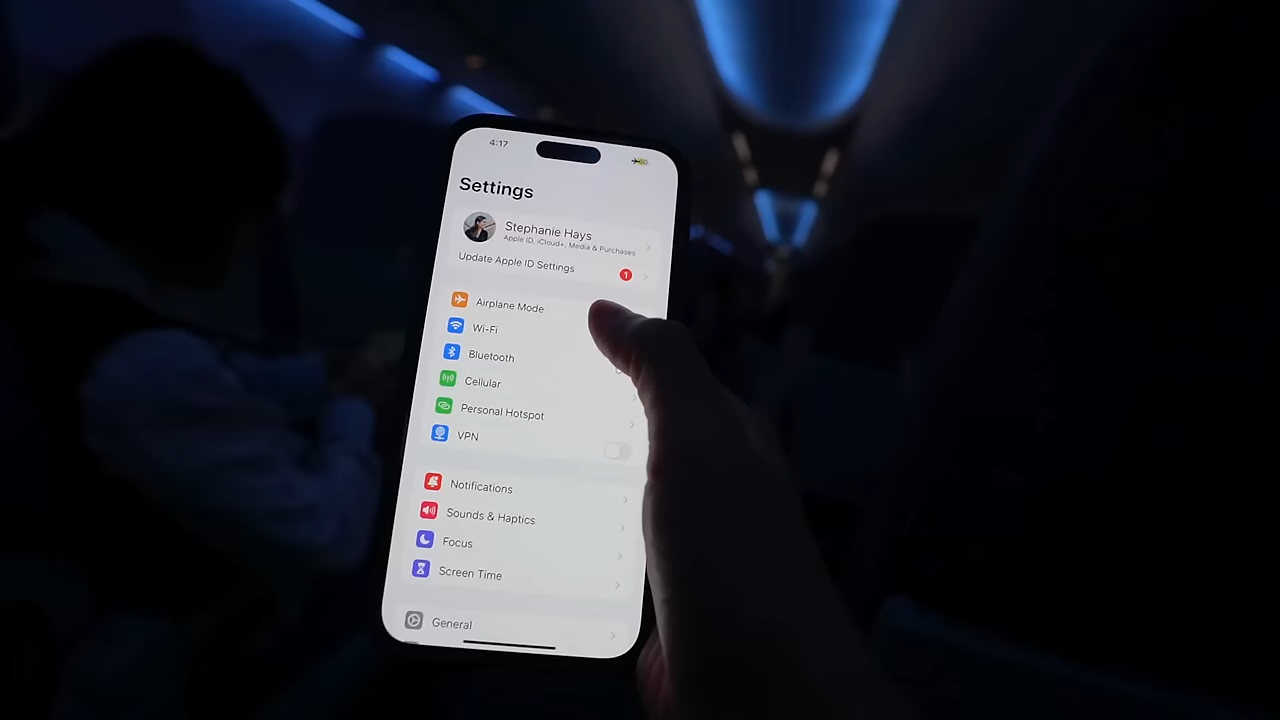 4:17
Settings
Stephanie Hays
Apple ID, iCloud+, Media & Purchases
Update Apple ID Settings
1
Airplane Mode
Wi-Fi
Bluetooth
Cellular
Personal Hotspot
VPN
Notifications
Sounds & Haptics
Focus
Screen Time
General